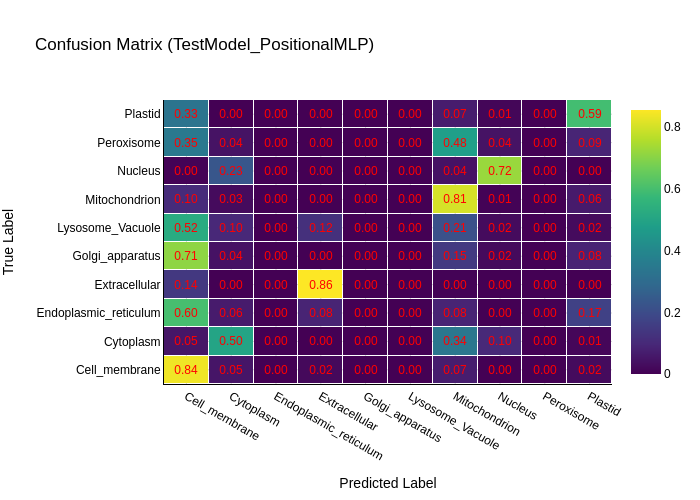 Confusion Matrix (TestModel_PositionalMLP)
True Label
Plastid 0.33 0.00 0.00 0.00 0.00 0.00 0.07 0.01 0.00 0.59
Peroxisome 0.35 0.04 0.00 0.00 0.00 0.00 0.48 0.04 0.00 0.09
Nucleus 0.00 0.23 0.00 0.00 0.00 0.00 0.04 0.72 0.00 0.00
Mitochondrion 0.10 0.03 0.00 0.00 0.00 0.00 0.81 0.01 0.00 0.06
Lysosome_Vacuole 0.52 0.10 0.00 0.12 0.00 0.00 0.21 0.02 0.00 0.02
Golgi_apparatus 0.71 0.04 0.00 0.00 0.00 0.00 0.15 0.02 0.00 0.08
Extracellular 0.14 0.00 0.00 0.86 0.00 0.00 0.00 0.00 0.00 0.00
Endoplasmic_reticulum 0.60 0.06 0.00 0.08 0.00 0.00 0.08 0.00 0.00 0.17
Cytoplasm 0.05 0.50 0.00 0.00 0.00 0.00 0.34 0.10 0.00 0.01
Cell_membrane 0.84 0.05 0.00 0.02 0.00 0.00 0.07 0.00 0.00 0.02
Cell_membrane Cytoplasm Endoplasmic_reticulum Extracellular Golgi_apparatus Lysosome_Vacuole Mitochondrion Nucleus Peroxisome Plastid
Predicted Label
0.8
0.6
0.4
0.2
0